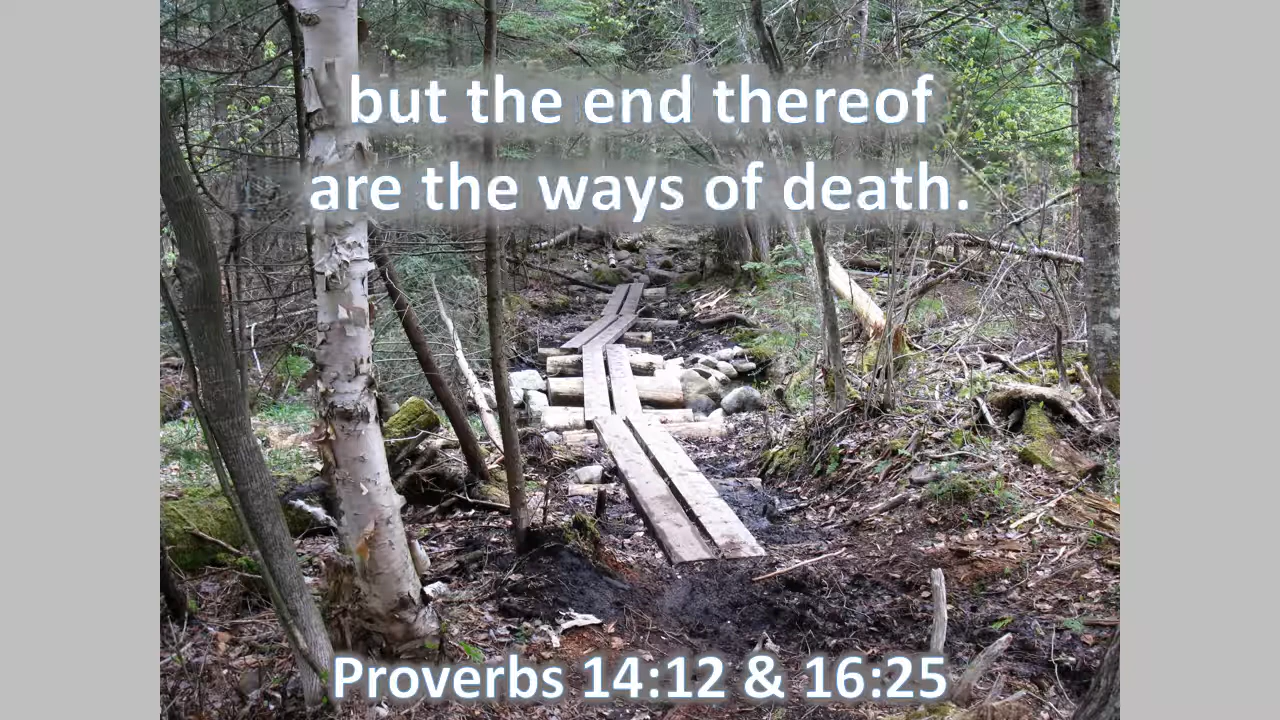 but the end thereof
are the ways of death.
Proverbs 14:12 & 16:25